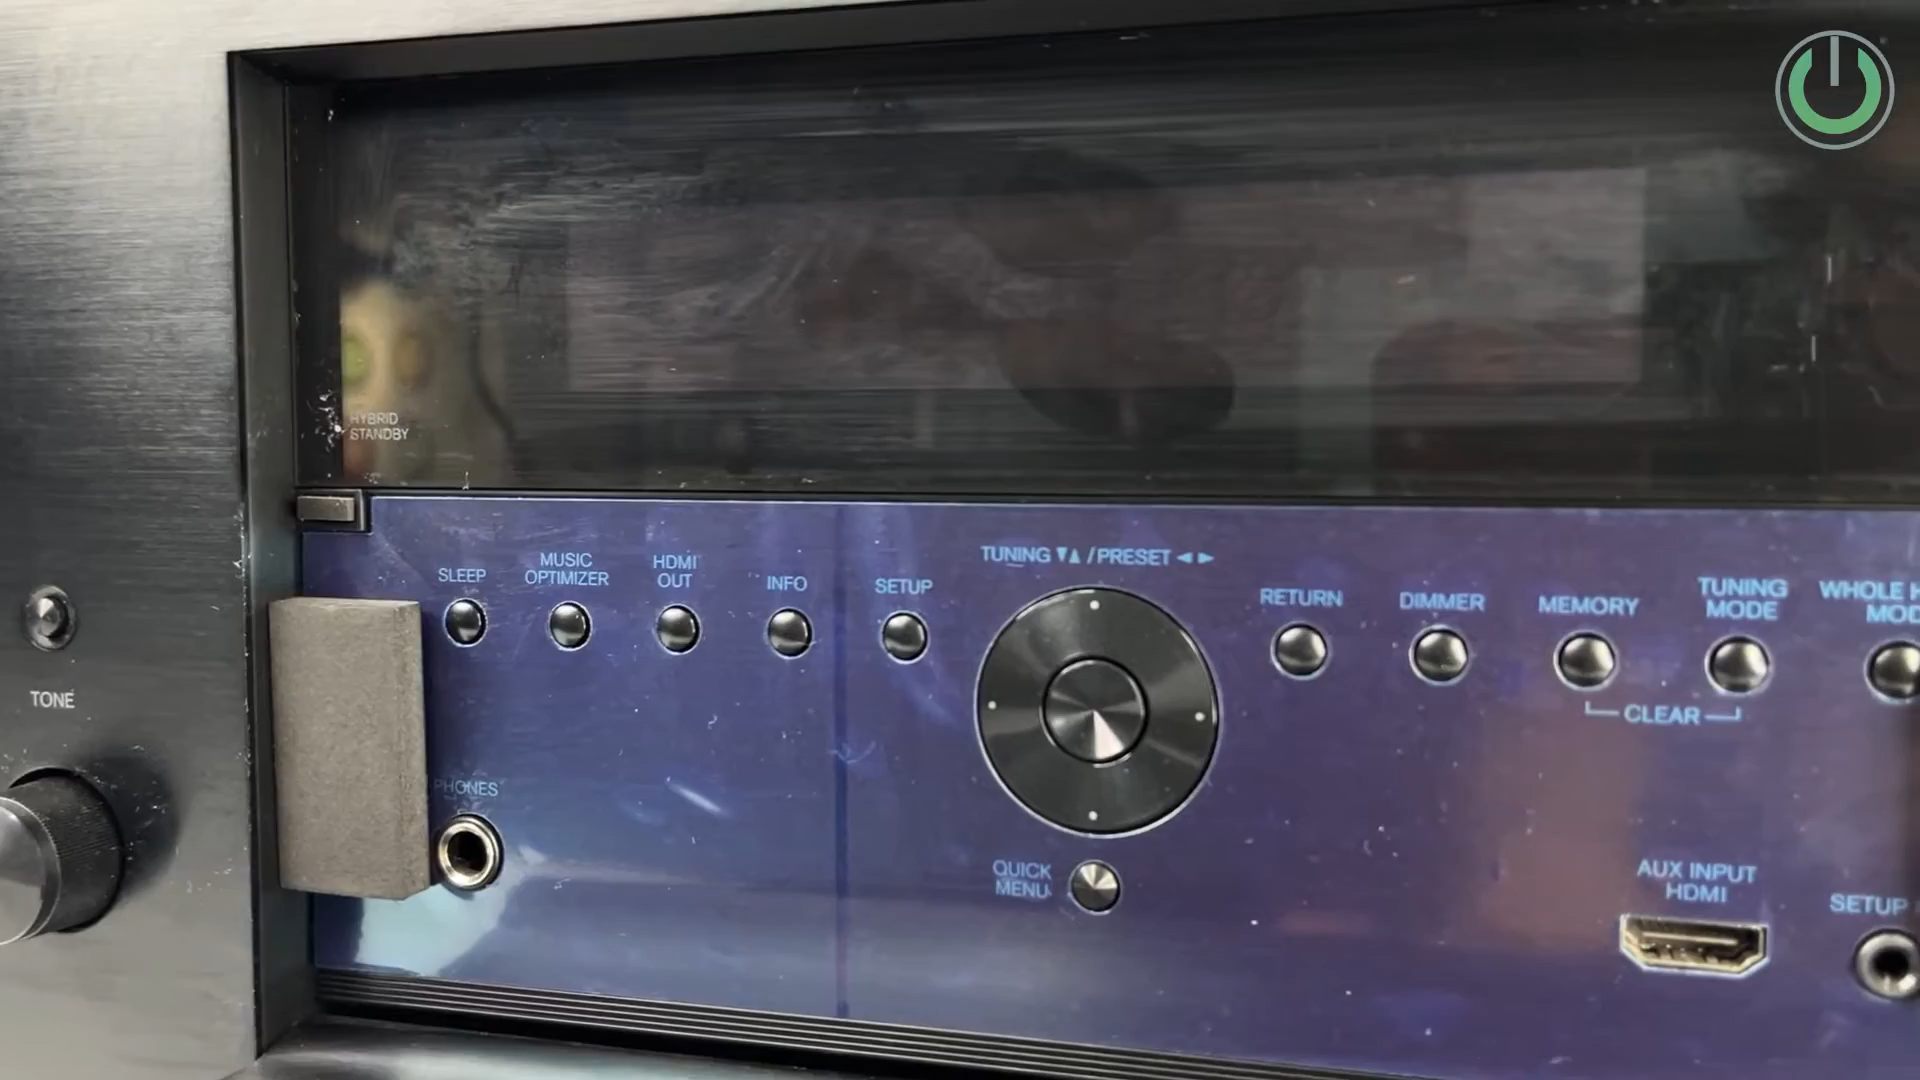 HYBRID
STANDBY
SLEEP
MUSIC
OPTIMIZER
HDMI
OUT
INFO
SETUP
TUNING ▼▲ / PRESET ◄ ►
RETURN
DIMMER
MEMORY
TUNING
MODE
WHOLE
CLEAR
TONE
PHONES
QUICK
MENU
AUX INPUT
HDMI
SETUP